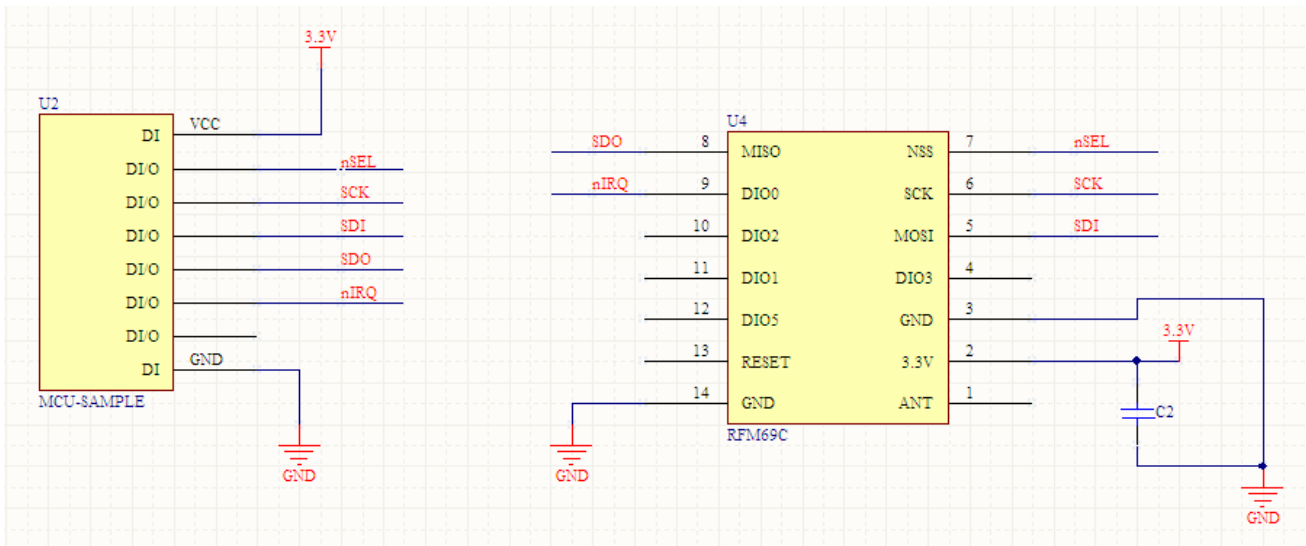 3.3V
U2
DI VCC
DI/O nSEL
DI/O SCK
DI/O SDI
DI/O SDO
DI/O nIRQ
DI/O
DI GND
MCU-SAMPLE
GND
U4
SDO 8 MISO NSS 7 nSEL
nIRQ 9 DIO0 SCK 6 SCK
10 DIO2 MOSI 5 SDI
11 DIO1 DIO3 4
12 DIO5 GND 3
13 RESET 3.3V 2 3.3V
14 GND ANT 1
C2
RFM69C
GND
GND